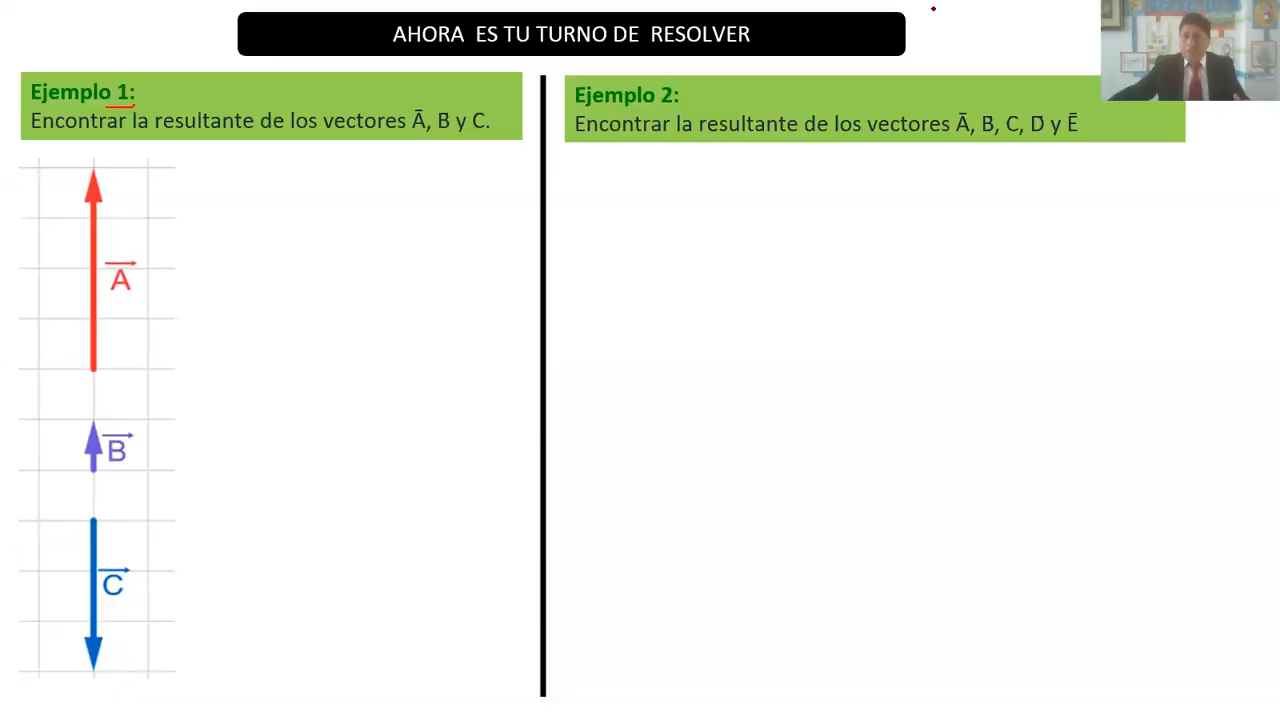 AHORA ES TU TURNO DE RESOLVER
Ejemplo 1:
Encontrar la resultante de los vectores Ā, B̄ y C.
A
B
C
Ejemplo 2:
Encontrar la resultante de los vectores Ā, B, C, D̄ y Ē